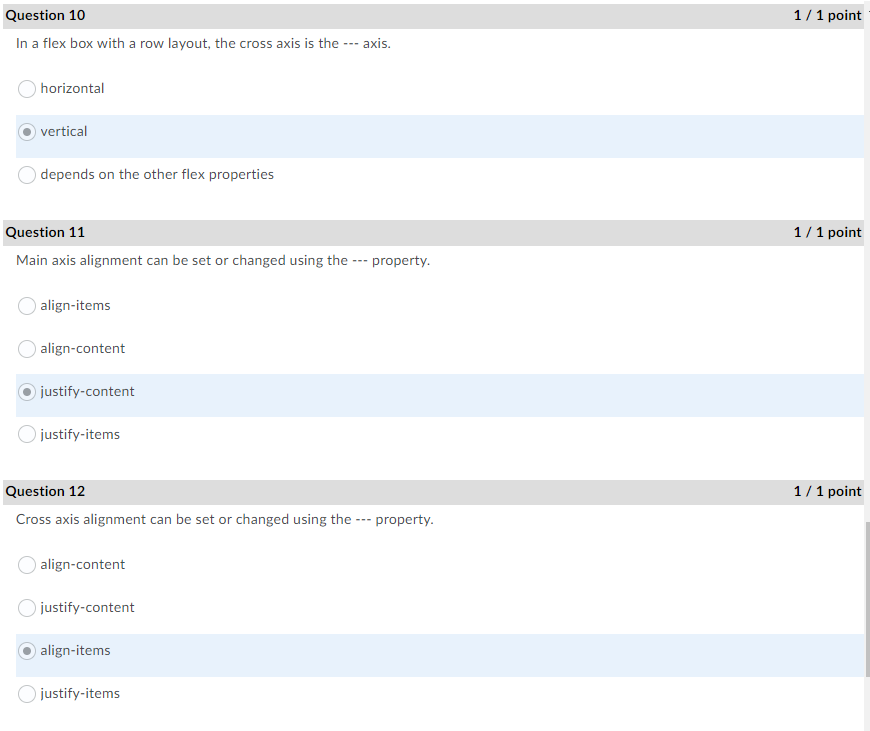 Question 10 1 / 1 point
In a flex box with a row layout, the cross axis is the --- axis.
horizontal
vertical
depends on the other flex properties
Question 11 1 / 1 point
Main axis alignment can be set or changed using the --- property.
align-items
align-content
justify-content
justify-items
Question 12 1 / 1 point
Cross axis alignment can be set or changed using the --- property.
align-content
justify-content
align-items
justify-items